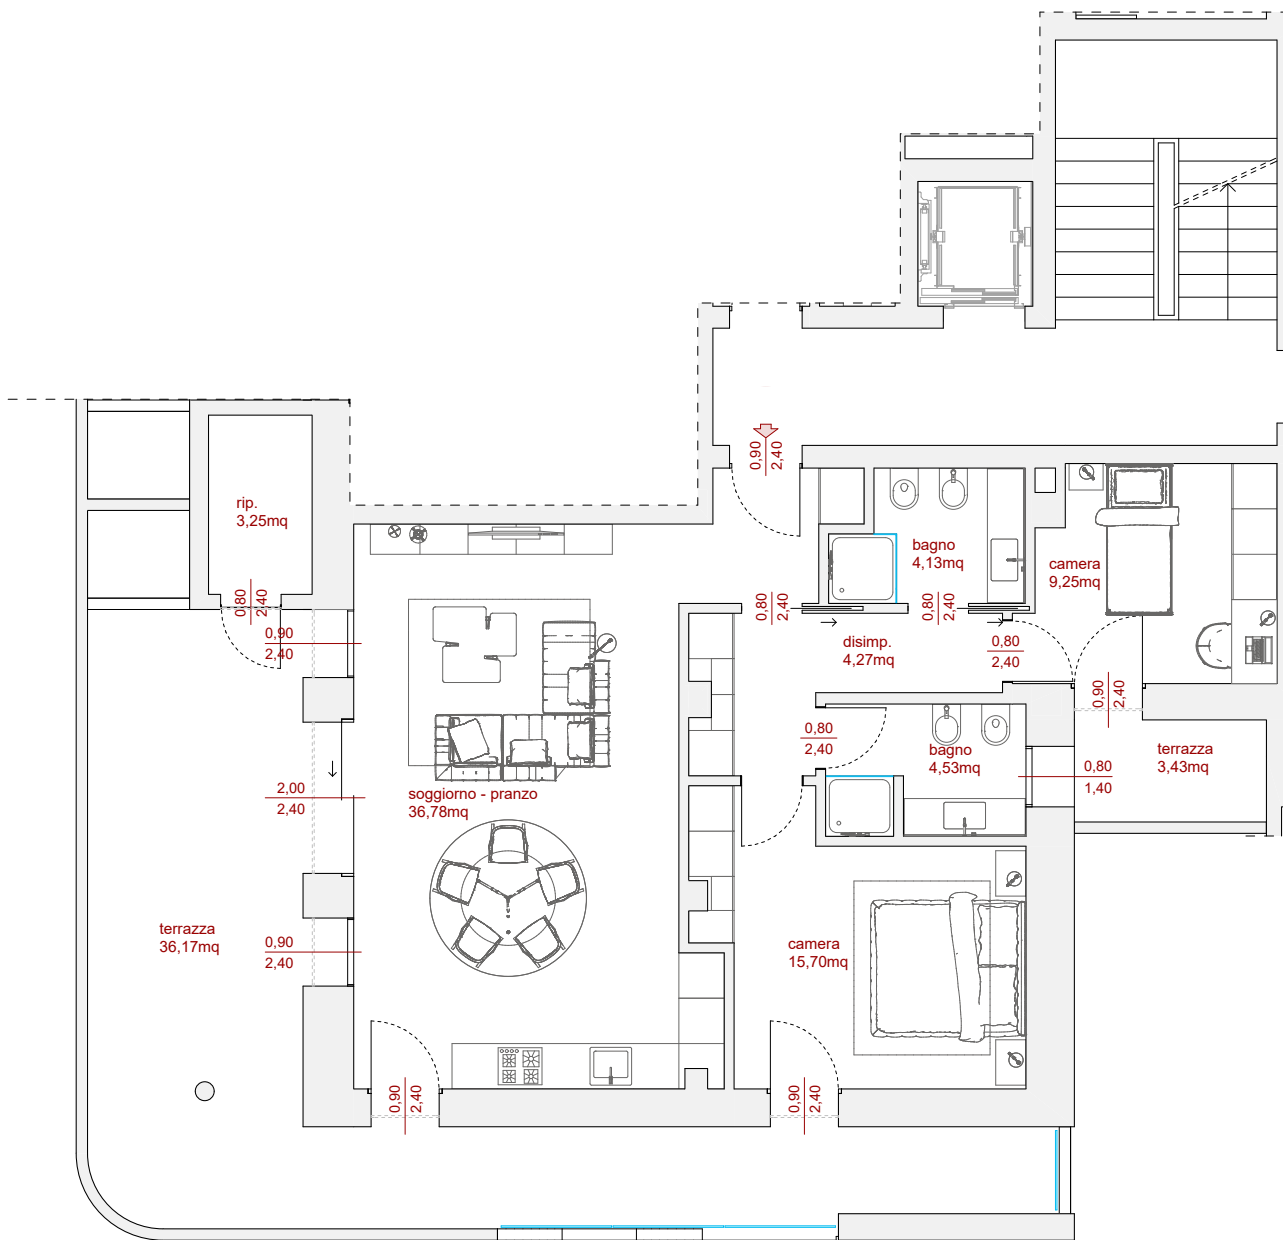 0,90
2,40
rip.
3,25mq
bagno
4,13mq
camera
9,25mq
0,80
2,40
0,90
2,40
0,80
2,40
0,80
2,40
disimp.
4,27mq
0,80
2,40
0,90
2,40
0,80
2,40
bagno
4,53mq
terrazza
3,43mq
0,80
1,40
2,00
2,40
soggiorno - pranzo
36,78mq
terrazza
36,17mq
0,90
2,40
camera
15,70mq
0,90
2,40
0,90
2,40